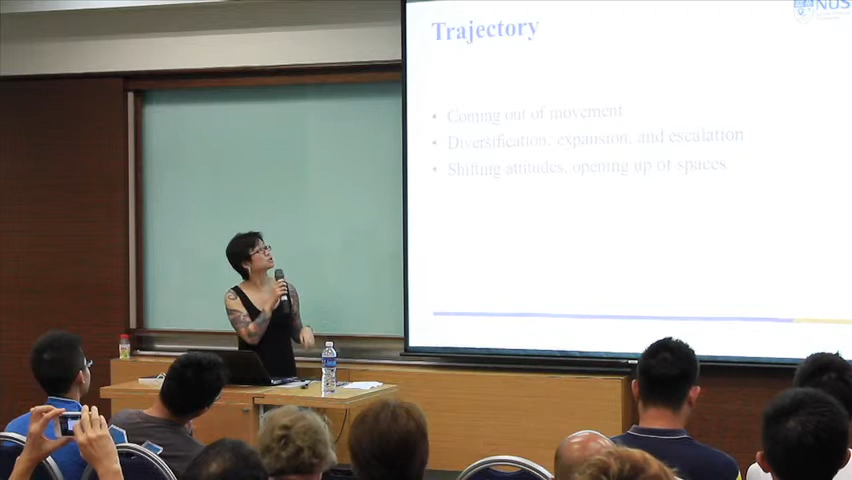 Trajectory
NUS
• Coming out of movement
• Diversification, expansion, and escalation
• Shifting attitudes, opening up of spaces